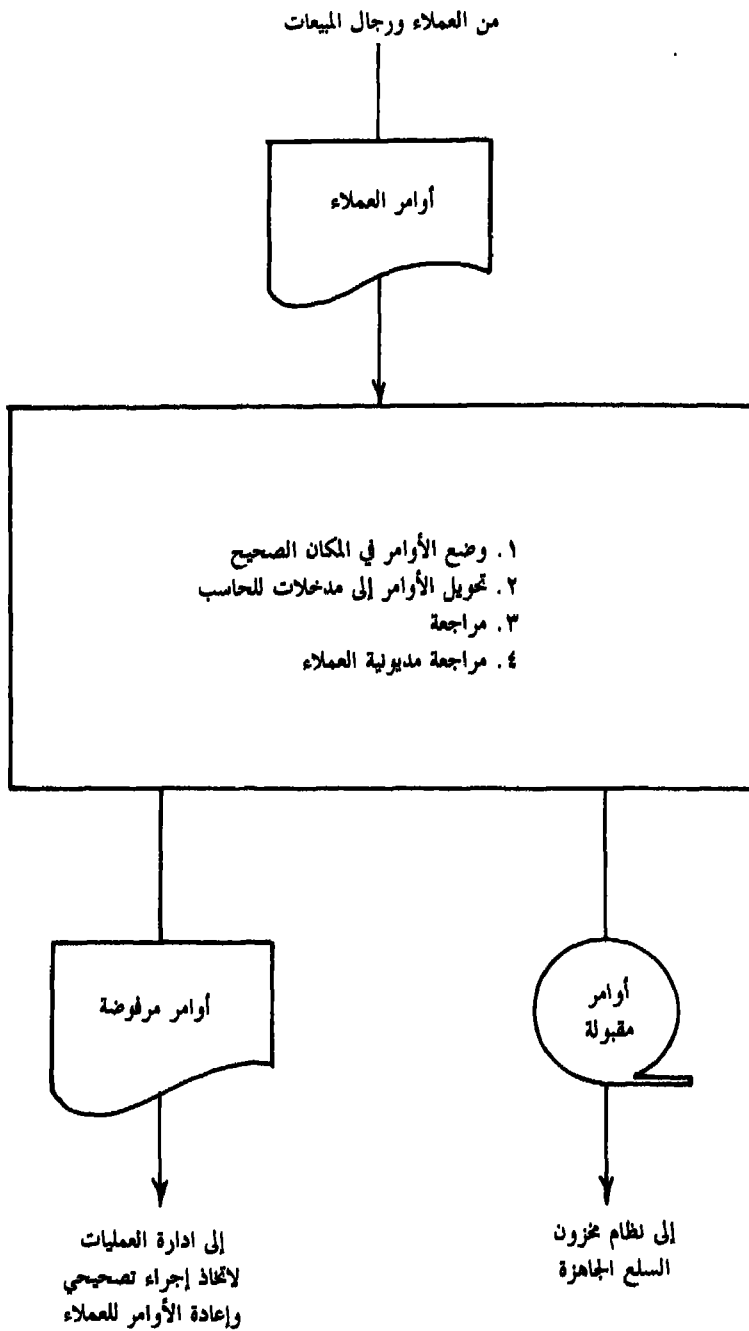 من العملاء ورجال المبيعات
أوامر العملاء
١. وضع الأوامر في المكان الصحيح
٢. تحويل الأوامر إلى مدخلات للحاسب
٣. مراجعة
٤. مراجعة مديونية العملاء
أوامر
مقبولة
أوامر مرفوضة
إلى نظام مخزون
السلع الجاهزة
إلى ادارة العمليات
لاتخاذ إجراء تصحيحي
وإعادة الأوامر للعملاء